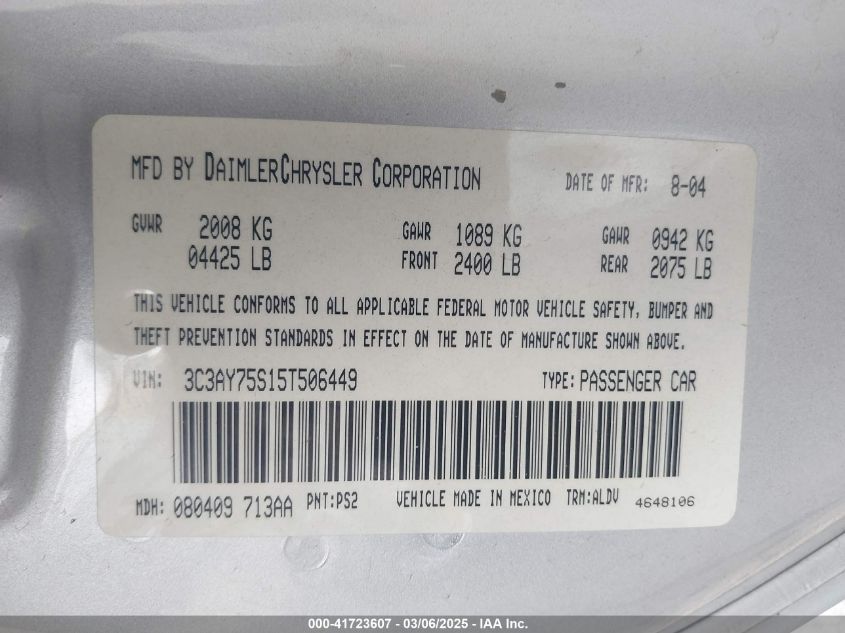 MFD BY DAIMLERCHRYSLER CORPORATION DATE OF MFR: 8-04
GVWR 2008 KG GAWR 1089 KG GAWR 0942 KG
04425 LB FRONT 2400 LB REAR 2075 LB
THIS VEHICLE CONFORMS TO ALL APPLICABLE FEDERAL MOTOR VEHICLE SAFETY, BUMPER AND
THEFT PREVENTION STANDARDS IN EFFECT ON THE DATE OF MANUFACTURE SHOWN ABOVE.
VIN: 3C3AY75S15T506449 TYPE: PASSENGER CAR
MDH: 080409 713AA PNT:PS2 VEHICLE MADE IN MEXICO TRM:ALDV 4648106
000-41723607 - 03/06/2025 - IAA Inc.